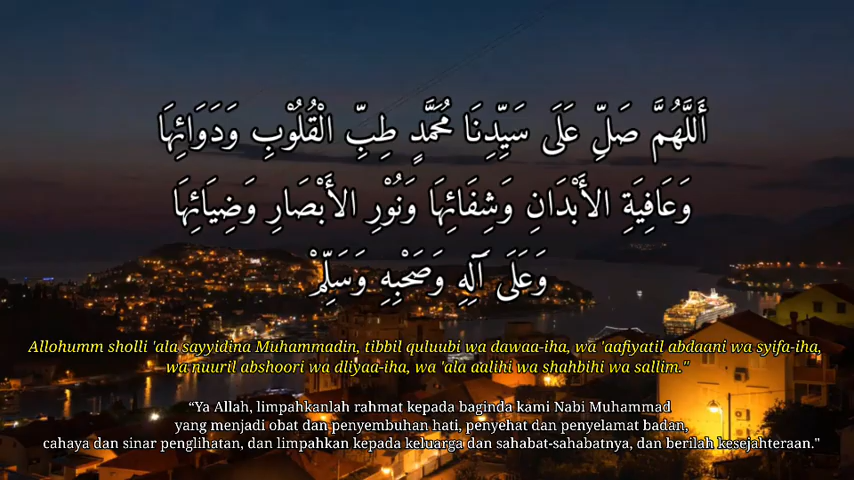 أَللَّهُمَّ صَلِّ عَلَى سَيِّدِنَا مُحَمَّدٍ طِبِّ الْقُلُوْبِ وَدَوَائِهَا
وَعَافِيَةِ الأَبْدَانِ وَشِفَائِهَا وَنُوْرِ الأَبْصَارِ وَضِيَائِهَا
وَعَلَى آلِهِ وَصَحْبِهِ وَسَلِّمْ
Allohumm sholli 'ala sayyidina Muhammadin, tibbil quluubi wa dawaa-iha, wa 'aafiyatil abdaani wa syifa-iha,
wa nuuril abshoori wa dliyaa-iha, wa 'ala aalihi wa shahbihi wa sallim."
“Ya Allah, limpahkanlah rahmat kepada baginda kami Nabi Muhammad
yang menjadi obat dan penyembuhan hati, penyehat dan penyelamat badan,
cahaya dan sinar penglihatan, dan limpahkan kepada keluarga dan sahabat-sahabatnya, dan berilah kesejahteraan."